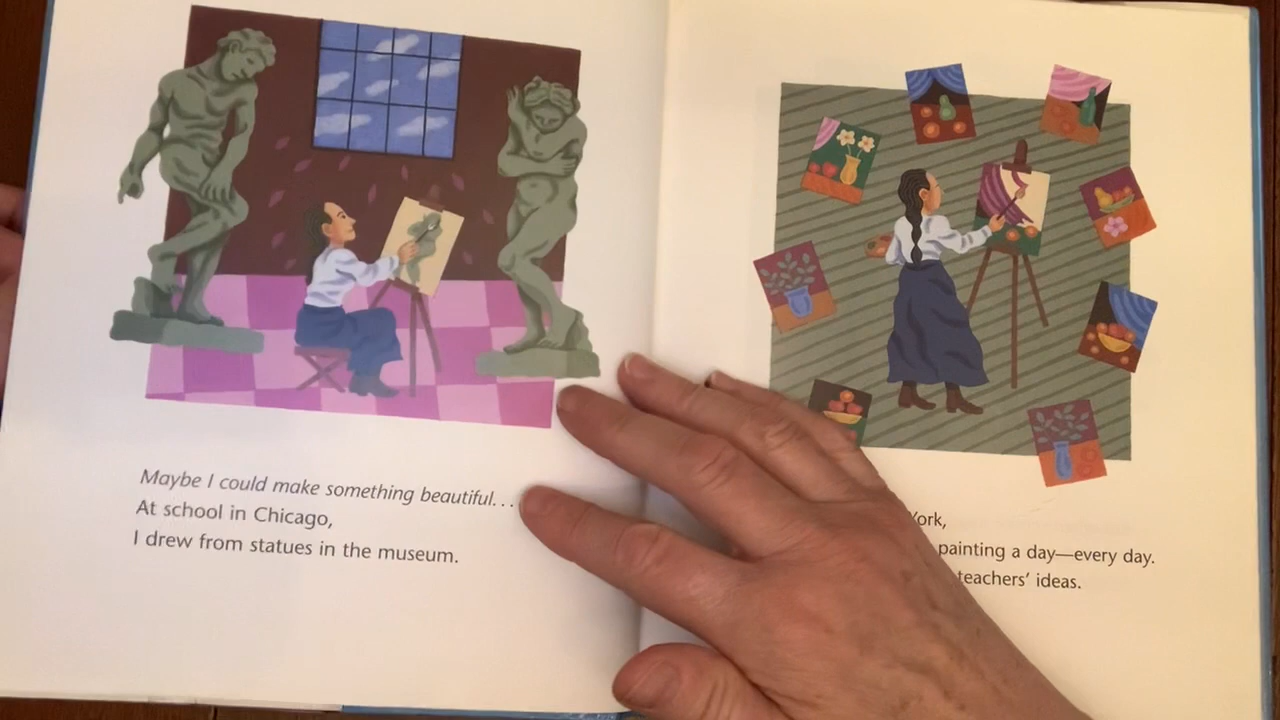 Maybe I could make something beautiful. . .
At school in Chicago,
I drew from statues in the museum.
York,
painting a day—every day.
teachers' ideas.